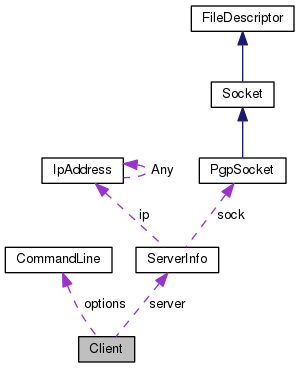 FileDescriptor
Socket
IpAddress
Any
PgpSocket
ip
sock
CommandLine
ServerInfo
options
server
Client